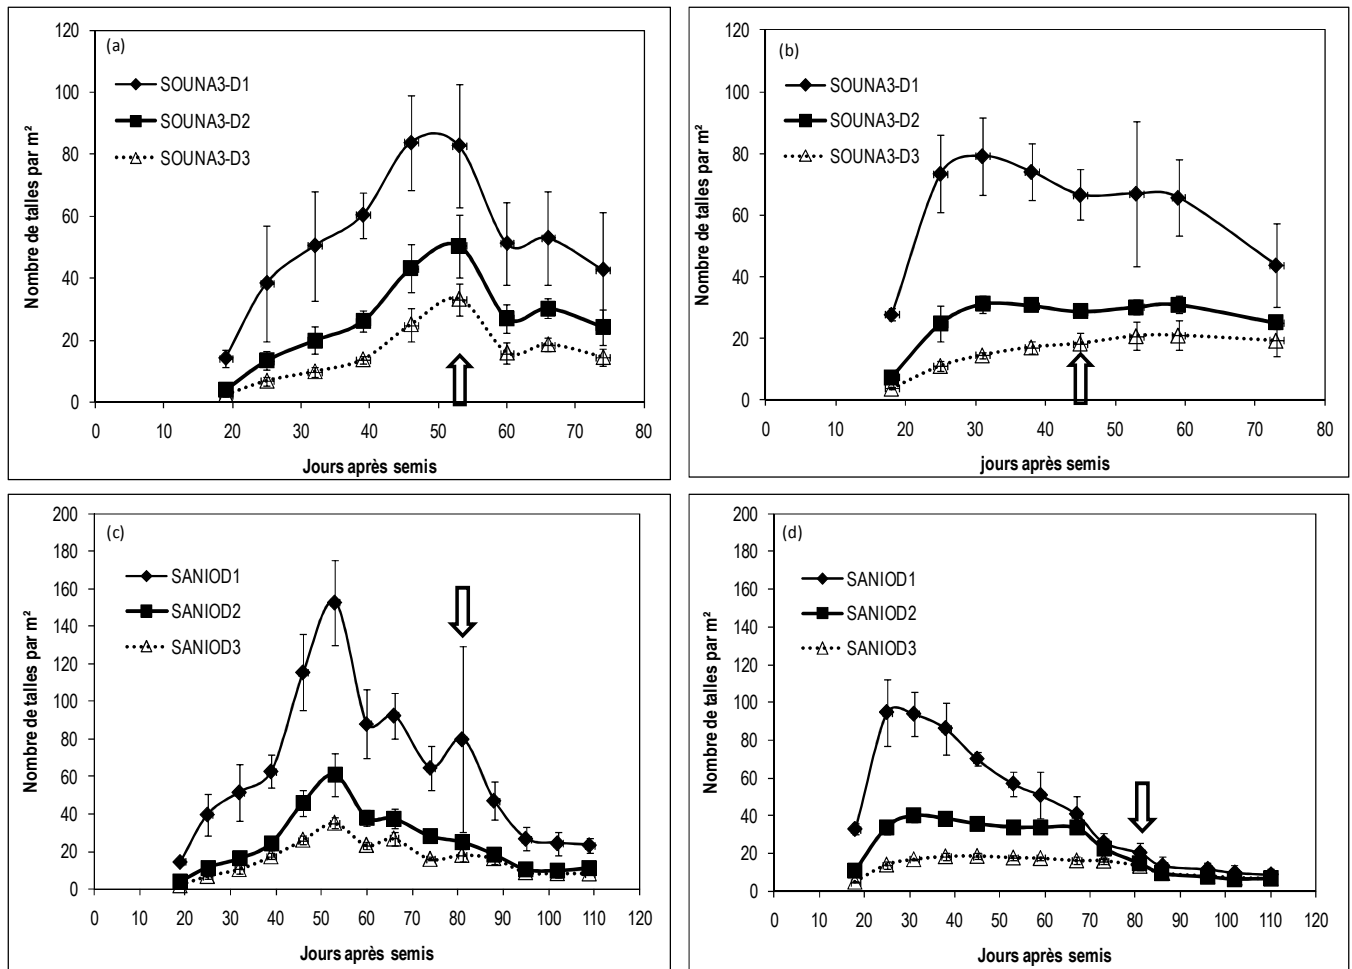 (a)
Nombre de talles par m²
120
100
80
60
40
20
0
SOUNA3-D1
SOUNA3-D2
SOUNA3-D3
0 10 20 30 40 50 60 70 80
Jours après semis
(b)
Nombre de talles par m²
120
100
80
60
40
20
0
SOUNA3-D1
SOUNA3-D2
SOUNA3-D3
0 10 20 30 40 50 60 70 80
jours après semis
(c)
Nombre de talles par m²
200
180
160
140
120
100
80
60
40
20
0
SANIOD1
SANIOD2
SANIOD3
0 10 20 30 40 50 60 70 80 90 100 110 120
Jours après semis
(d)
Nombre de talles par m²
200
180
160
140
120
100
80
60
40
20
0
SANIOD1
SANIOD2
SANIOD3
0 10 20 30 40 50 60 70 80 90 100 110 120
Jours après semis